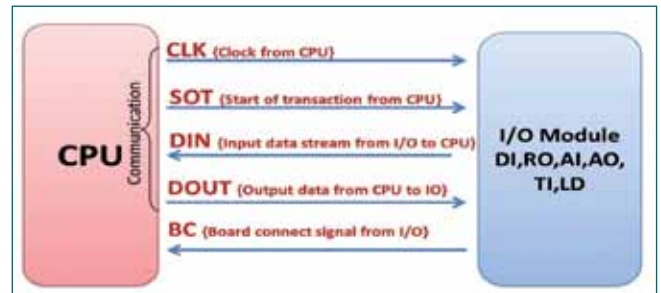 CPU
Communication
CLK (Clock from CPU)
SOT (Start of transaction from CPU)
DIN (Input data stream from I/O to CPU)
DOUT (Output data from CPU to IO)
BC (Board connect signal from I/O)
I/O Module
DI,RO,AI,AO,
TI,LD